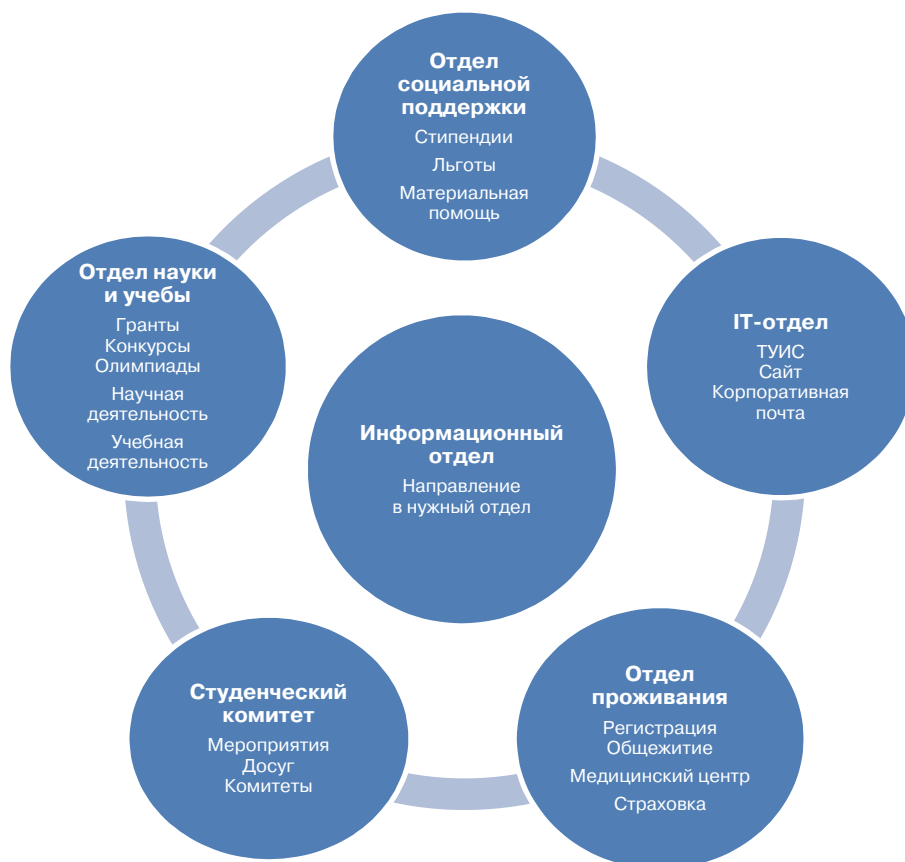 Отдел
социальной
поддержки
Стипендии
Льготы
Материальная
помощь
Отдел науки
и учебы
Гранты
Конкурсы
Олимпиады
Научная
деятельность
Учебная
деятельность
IT-отдел
ТУИС
Сайт
Корпоративная
почта
Информационный
отдел
Направление
в нужный отдел
Студенческий
комитет
Мероприятия
Досуг
Комитеты
Отдел
проживания
Регистрация
Общежитие
Медицинский центр
Страховка